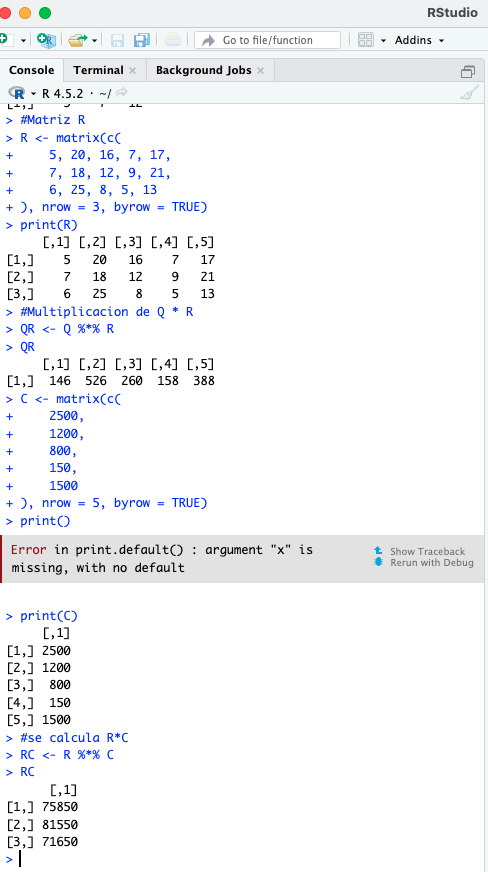 RStudio
Go to file/function
Addins
Console
Terminal
Background Jobs
R 4.5.2 · ~/
> #Matriz R
> R <- matrix(c(
+     5, 20, 16, 7, 17,
+     7, 18, 12, 9, 21,
+     6, 25, 8, 5, 13
+ ), nrow = 3, byrow = TRUE)
> print(R)
     [,1] [,2] [,3] [,4] [,5]
[1,]    5   20   16    7   17
[2,]    7   18   12    9   21
[3,]    6   25    8    5   13
> #Multiplicacion de Q * R
> QR <- Q %*% R
> QR
     [,1] [,2] [,3] [,4] [,5]
[1,]  146  526  260  158  388
> C <- matrix(c(
+     2500,
+     1200,
+     800,
+     150,
+     1500
+ ), nrow = 5, byrow = TRUE)
> print()
Error in print.default() : argument "x" is
missing, with no default
Show Traceback
Rerun with Debug
> print(C)
     [,1]
[1,] 2500
[2,] 1200
[3,]  800
[4,]  150
[5,] 1500
> #se calcula R*C
> RC <- R %*% C
> RC
      [,1]
[1,] 75850
[2,] 81550
[3,] 71650
>